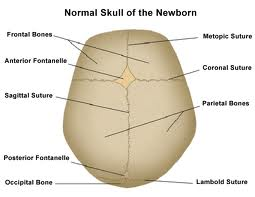 Normal Skull of the Newborn
Frontal Bones
Metopic Suture
Anterior Fontanelle
Coronal Suture
Sagittal Suture
Parietal Bones
Posterior Fontanelle
Occipital Bone
Lambold Suture